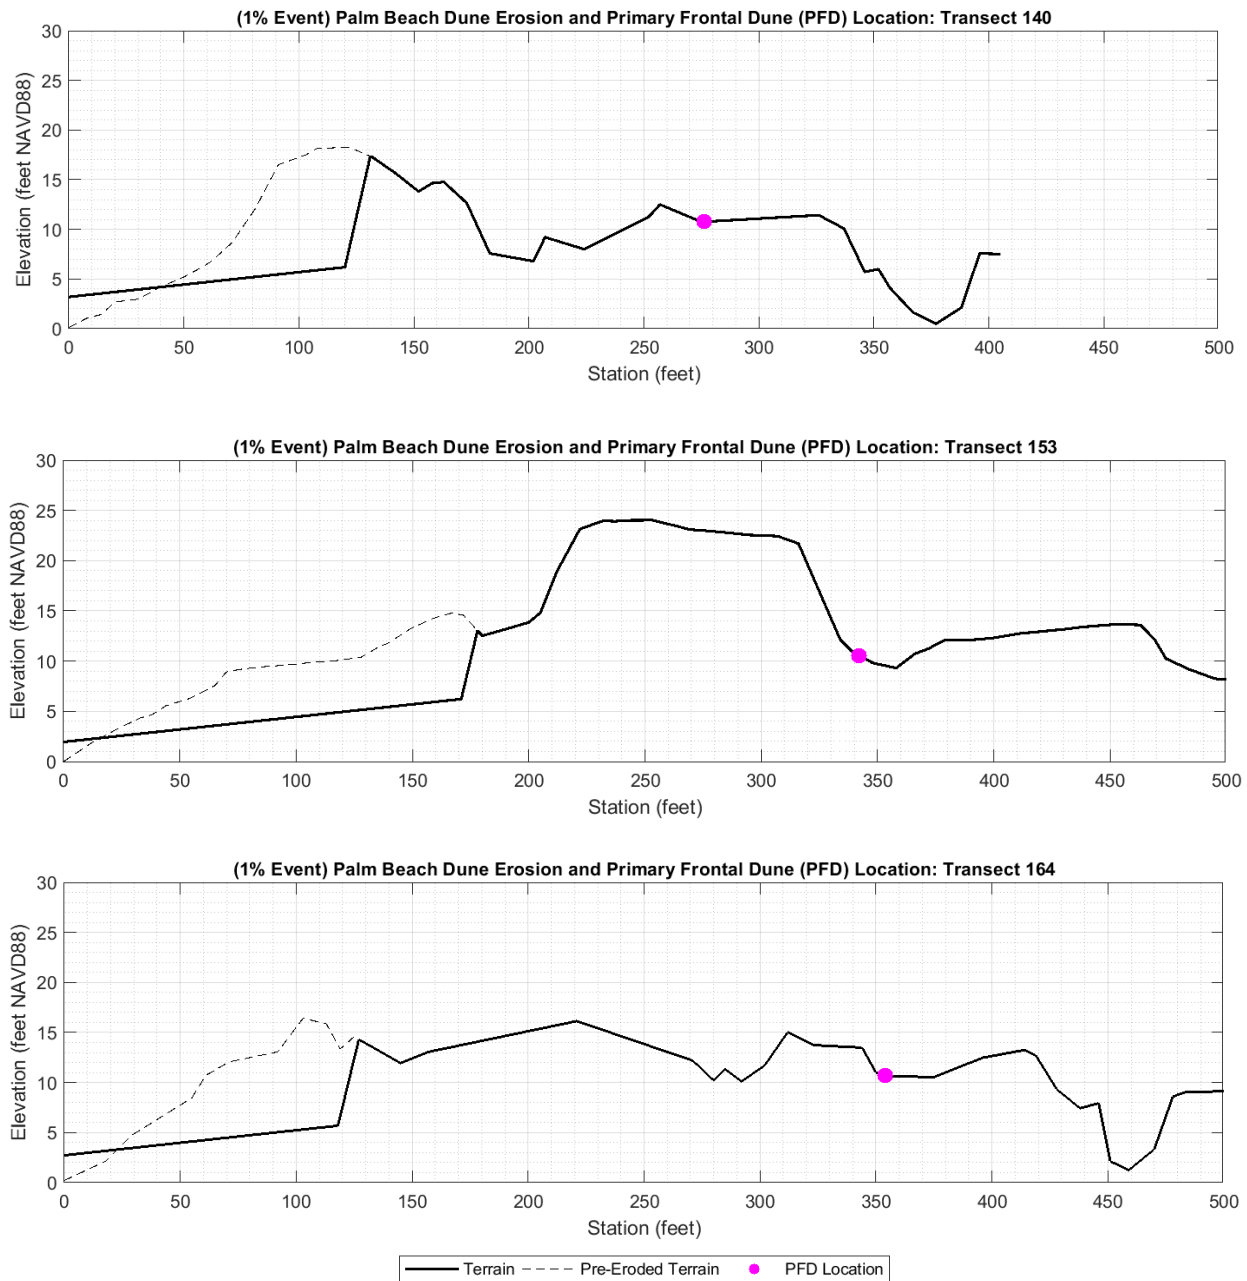 (1% Event) Palm Beach Dune Erosion and Primary Frontal Dune (PFD) Location: Transect 140
30
25
20
15
10
5
0
Elevation (feet NAVD88)
0 50 100 150 200 250 300 350 400 450 500
Station (feet)
(1% Event) Palm Beach Dune Erosion and Primary Frontal Dune (PFD) Location: Transect 153
30
25
20
15
10
5
0
Elevation (feet NAVD88)
0 50 100 150 200 250 300 350 400 450 500
Station (feet)
(1% Event) Palm Beach Dune Erosion and Primary Frontal Dune (PFD) Location: Transect 164
30
25
20
15
10
5
0
Elevation (feet NAVD88)
0 50 100 150 200 250 300 350 400 450 500
Station (feet)
Terrain Pre-Eroded Terrain PFD Location